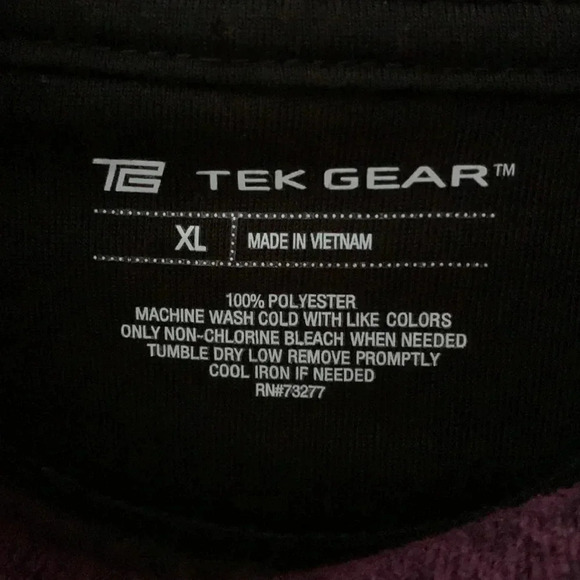 TG TEK GEAR™
XL MADE IN VIETNAM
100% POLYESTER
MACHINE WASH COLD WITH LIKE COLORS
ONLY NON-CHLORINE BLEACH WHEN NEEDED
TUMBLE DRY LOW REMOVE PROMPTLY
COOL IRON IF NEEDED
RN#73277